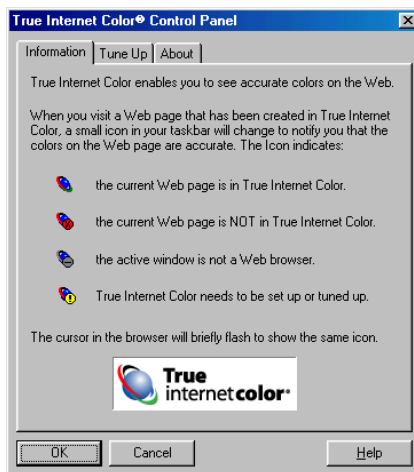 True Internet Color® Control Panel
Information Tune Up About
True Internet Color enables you to see accurate colors on the Web.
When you visit a Web page that has been created in True Internet
Color, a small icon in your taskbar will change to notify you that the
colors on the Web page are accurate. The Icon indicates:
the current Web page is in True Internet Color.
the current Web page is NOT in True Internet Color.
the active window is not a Web browser.
True Internet Color needs to be set up or tuned up.
The cursor in the browser will briefly flash to show the same icon.
True
internetcolor
OK Cancel Help